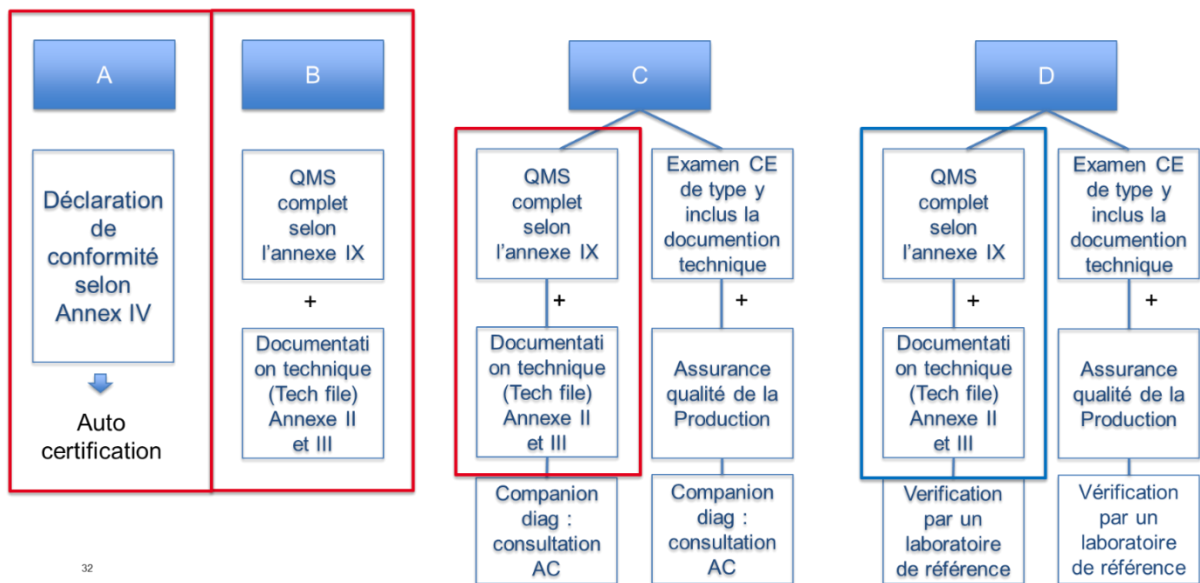 A
Déclaration
de
conformité
selon
Annex IV
Auto
certification
B
QMS
complet
selon
l'annexe IX
+
Documentati
on technique
(Tech file)
Annexe II
et III
C
QMS
complet
selon
l'annexe IX
+
Documentati
on technique
(Tech file)
Annexe II
et III
Companion
diag :
consultation
AC
Examen CE
de type y
inclus la
documention
technique
+
Assurance
qualité de la
Production
Companion
diag :
consultation
AC
D
QMS
complet
selon
l'annexe IX
+
Documentati
on technique
(Tech file)
Annexe II
et III
Verification
par un
laboratoire
de référence
Examen CE
de type y
inclus la
documention
technique
+
Assurance
qualité de la
Production
Vérification
par un
laboratoire
de référence
32